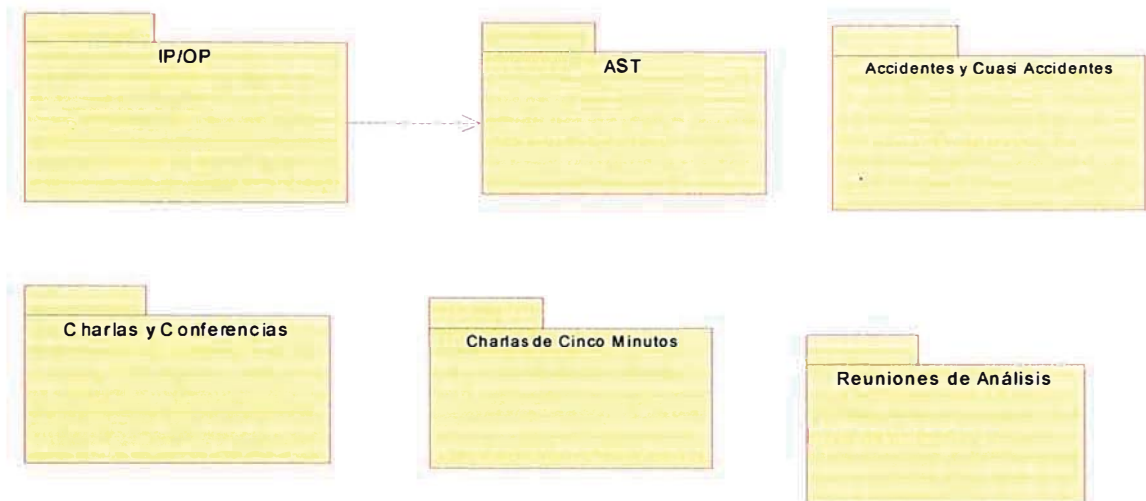 IP/OP
AST
Accidentes y Cuasi Accidentes
Charlas y Conferencias
Charlas de Cinco Minutos
Reuniones de Análisis